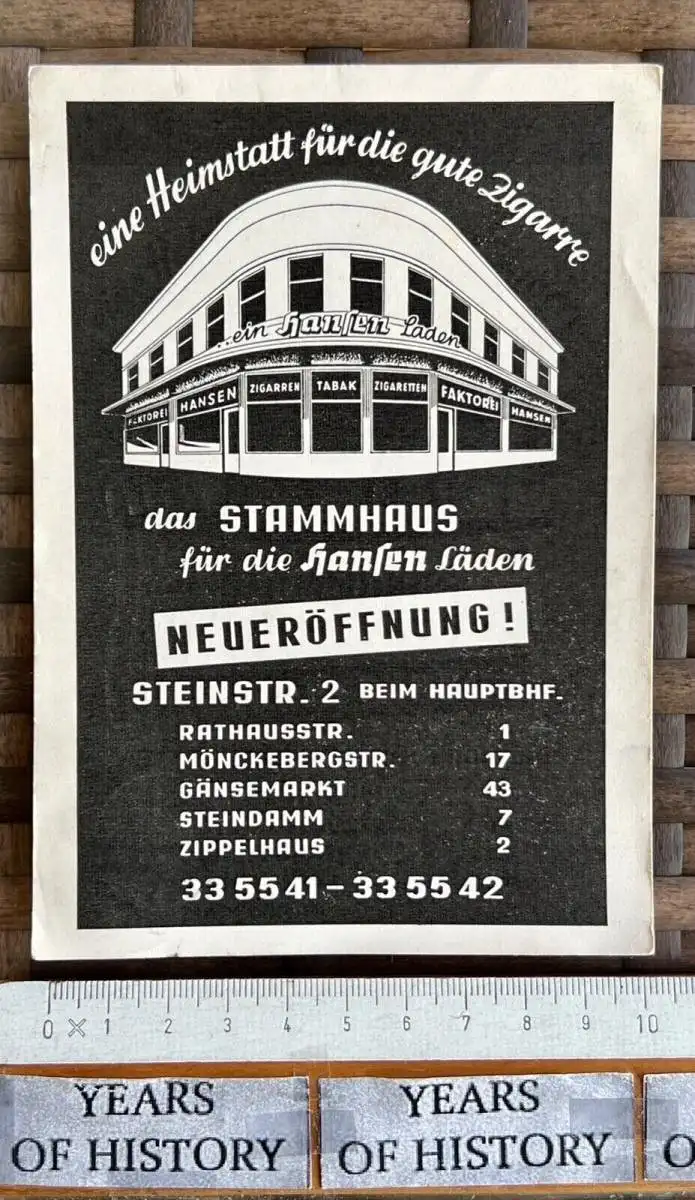 eine Heimstatt für die gute Zigarre
...ein Hanſen Laden
FAKTOREI HANSEN ZIGARREN TABAK ZIGARETTEN FAKTOREI HANSEN
das STAMMHAUS
für die Hanſen Läden
NEUERÖFFNUNG!
STEINSTR. 2 BEIM HAUPTBHF.
RATHAUSSTR. 1
MÖNCKEBERGSTR. 17
GÄNSEMARKT 43
STEINDAMM 7
ZIPPELHAUS 2
33 55 41 – 33 55 42
0 1 2 3 4 5 6 7 8 9 10
YEARS YEARS
OF HISTORY OF HISTORY O